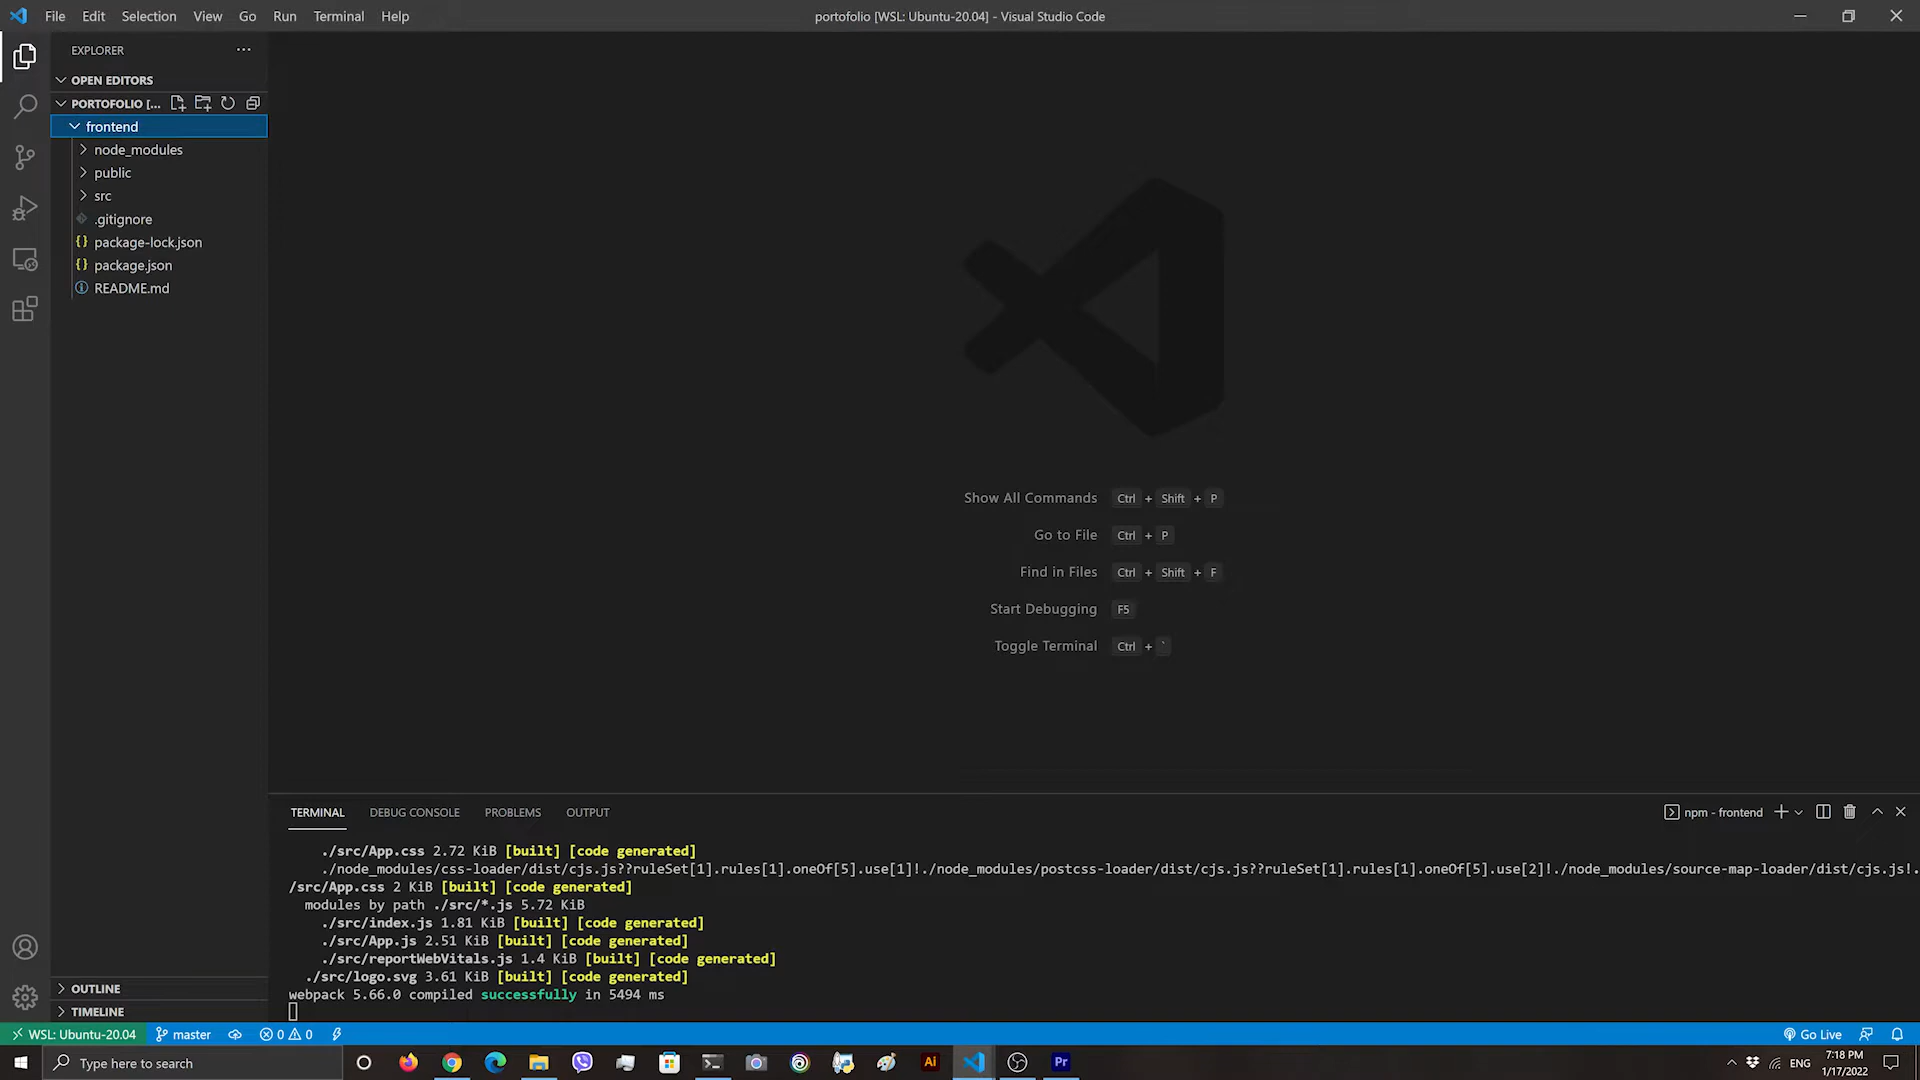 File Edit Selection View Go Run Terminal Help
portofolio [WSL: Ubuntu-20.04] - Visual Studio Code
EXPLORER
OPEN EDITORS
PORTOFOLIO [...
frontend
node_modules
public
src
.gitignore
package-lock.json
package.json
README.md
OUTLINE
TIMELINE
Show All Commands Ctrl + Shift + P
Go to File Ctrl + P
Find in Files Ctrl + Shift + F
Start Debugging F5
Toggle Terminal Ctrl + `
TERMINAL DEBUG CONSOLE PROBLEMS OUTPUT
npm - frontend
./src/App.css 2.72 KiB [built] [code generated]
./node_modules/css-loader/dist/cjs.js??ruleSet[1].rules[1].oneOf[5].use[1]!./node_modules/postcss-loader/dist/cjs.js??ruleSet[1].rules[1].oneOf[5].use[2]!./node_modules/source-map-loader/dist/cjs.js!.
/src/App.css 2 KiB [built] [code generated]
modules by path ./src/*.js 5.72 KiB
./src/index.js 1.81 KiB [built] [code generated]
./src/App.js 2.51 KiB [built] [code generated]
./src/reportWebVitals.js 1.4 KiB [built] [code generated]
./src/logo.svg 3.61 KiB [built] [code generated]
webpack 5.66.0 compiled successfully in 5494 ms
WSL: Ubuntu-20.04 master 0 0 Go Live
Type here to search
Ai
Pr
ENG
7:18 PM
1/17/2022